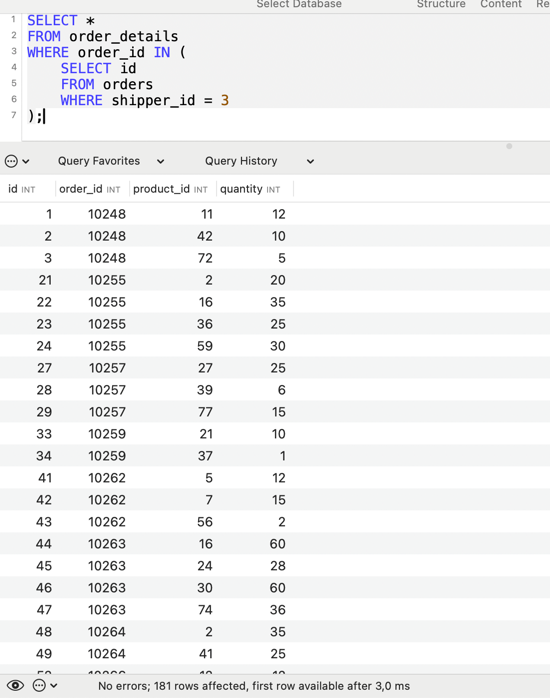 Select Database Structure Content Re
1 SELECT *
2 FROM order_details
3 WHERE order_id IN (
4 SELECT id
5 FROM orders
6 WHERE shipper_id = 3
7 );
Query Favorites Query History
id INT order_id INT product_id INT quantity INT
1 10248 11 12
2 10248 42 10
3 10248 72 5
21 10255 2 20
22 10255 16 35
23 10255 36 25
24 10255 59 30
27 10257 27 25
28 10257 39 6
29 10257 77 15
33 10259 21 10
34 10259 37 1
41 10262 5 12
42 10262 7 15
43 10262 56 2
44 10263 16 60
45 10263 24 28
46 10263 30 60
47 10263 74 36
48 10264 2 35
49 10264 41 25
No errors; 181 rows affected, first row available after 3,0 ms